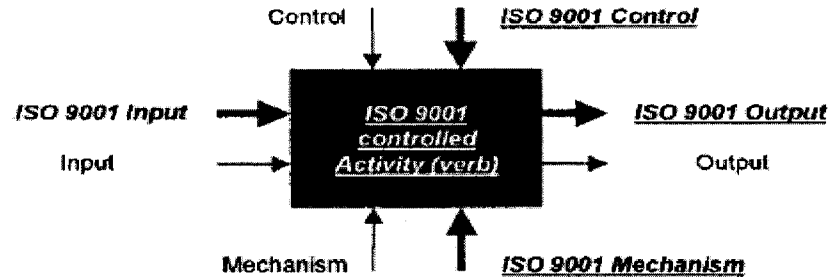 Control ISO 9001 Control
ISO 9001 Input
ISO 9001
controlled
Activity (verb)
ISO 9001 Output
Input
Output
Mechanism ISO 9001 Mechanism